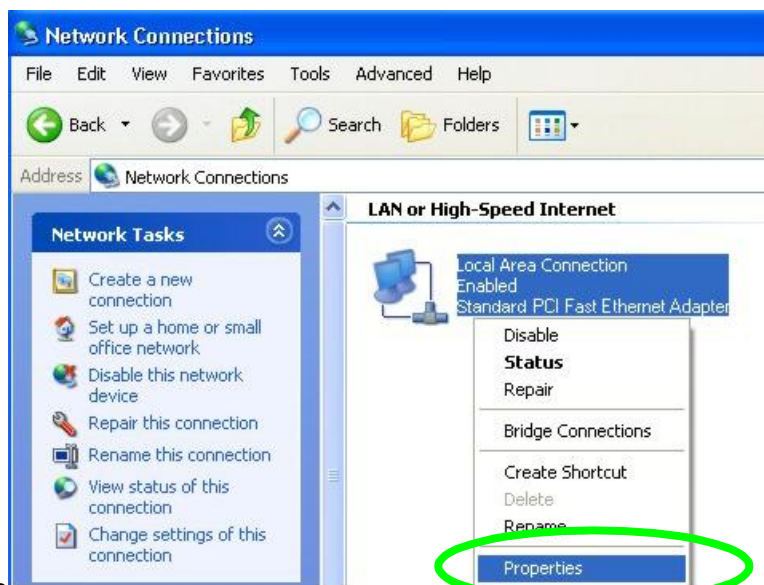 Network Connections
File Edit View Favorites Tools Advanced Help
Back Search Folders
Address Network Connections
Network Tasks
Create a new
connection
Set up a home or small
office network
Disable this network
device
Repair this connection
Rename this connection
View status of this
connection
Change settings of this
connection
LAN or High-Speed Internet
Local Area Connection
Enabled
Standard PCI Fast Ethernet Adapter
Disable
Status
Repair
Bridge Connections
Create Shortcut
Delete
Rename
Properties